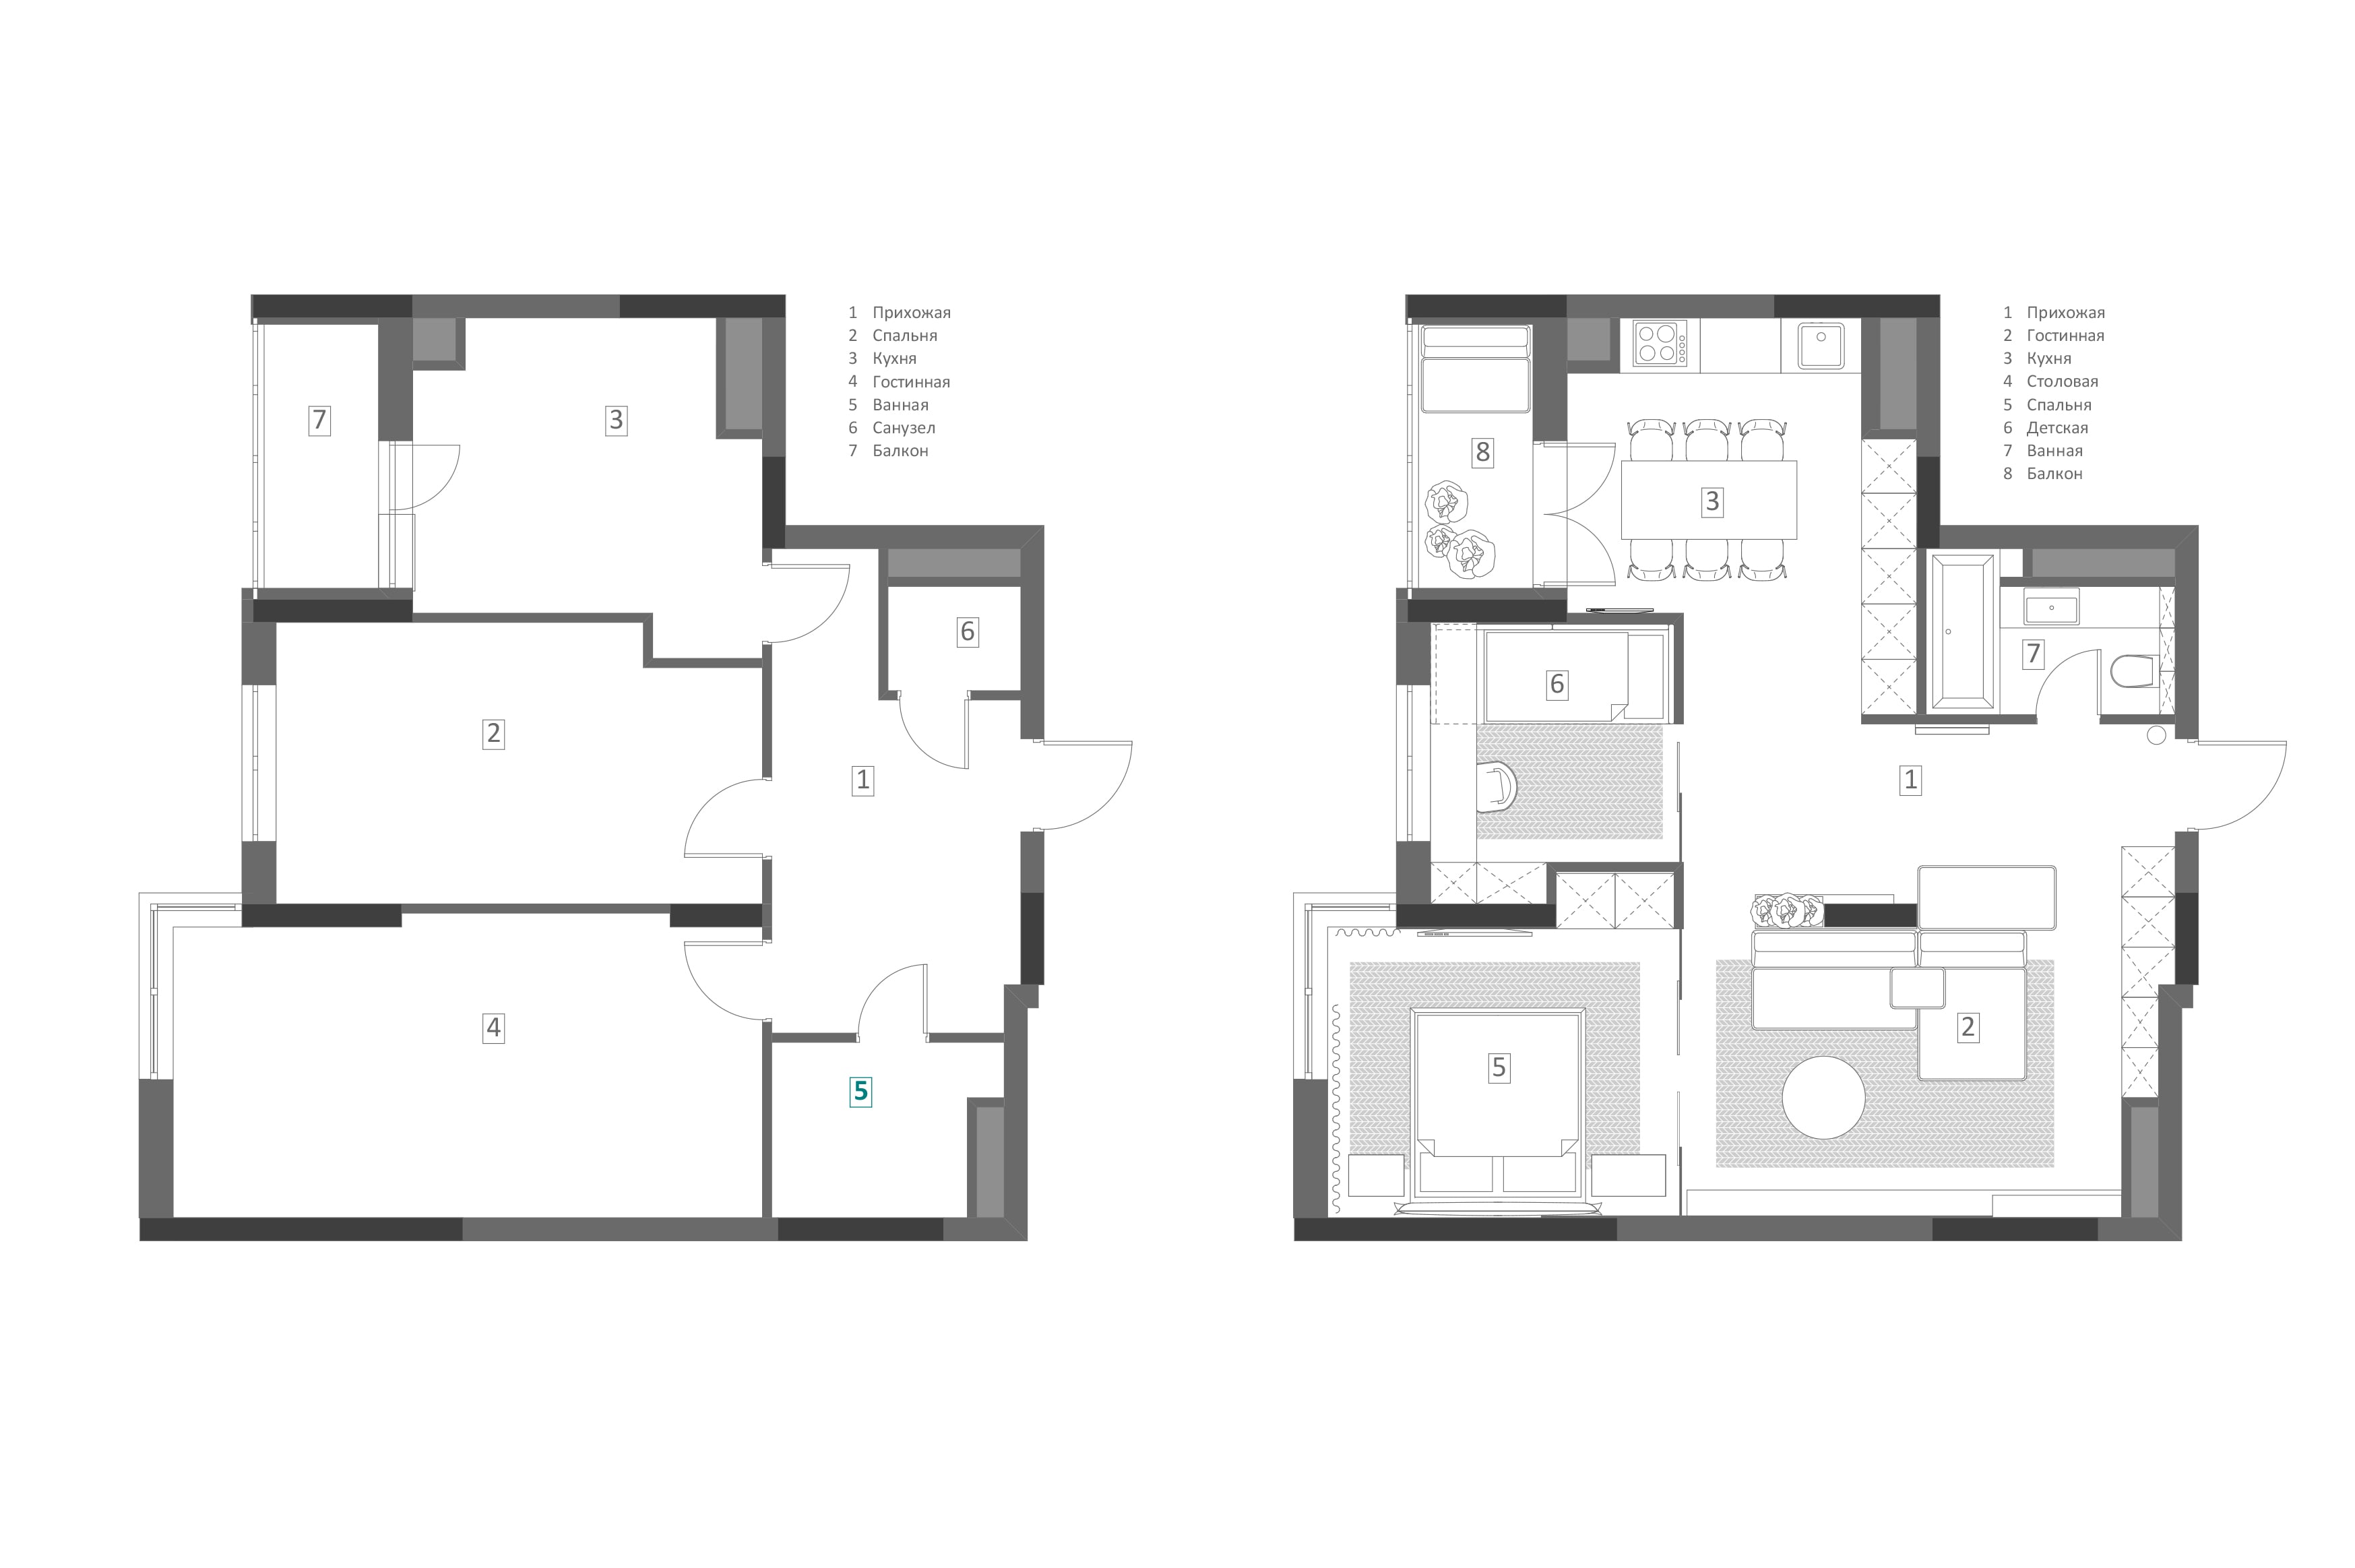 1 Прихожая
2 Спальня
3 Кухня
4 Гостинная
5 Ванная
6 Санузел
7 Балкон
7
3
6
2
1
4
5
1 Прихожая
2 Гостинная
3 Кухня
4 Столовая
5 Спальня
6 Детская
7 Ванная
8 Балкон
8
3
7
6
1
2
5